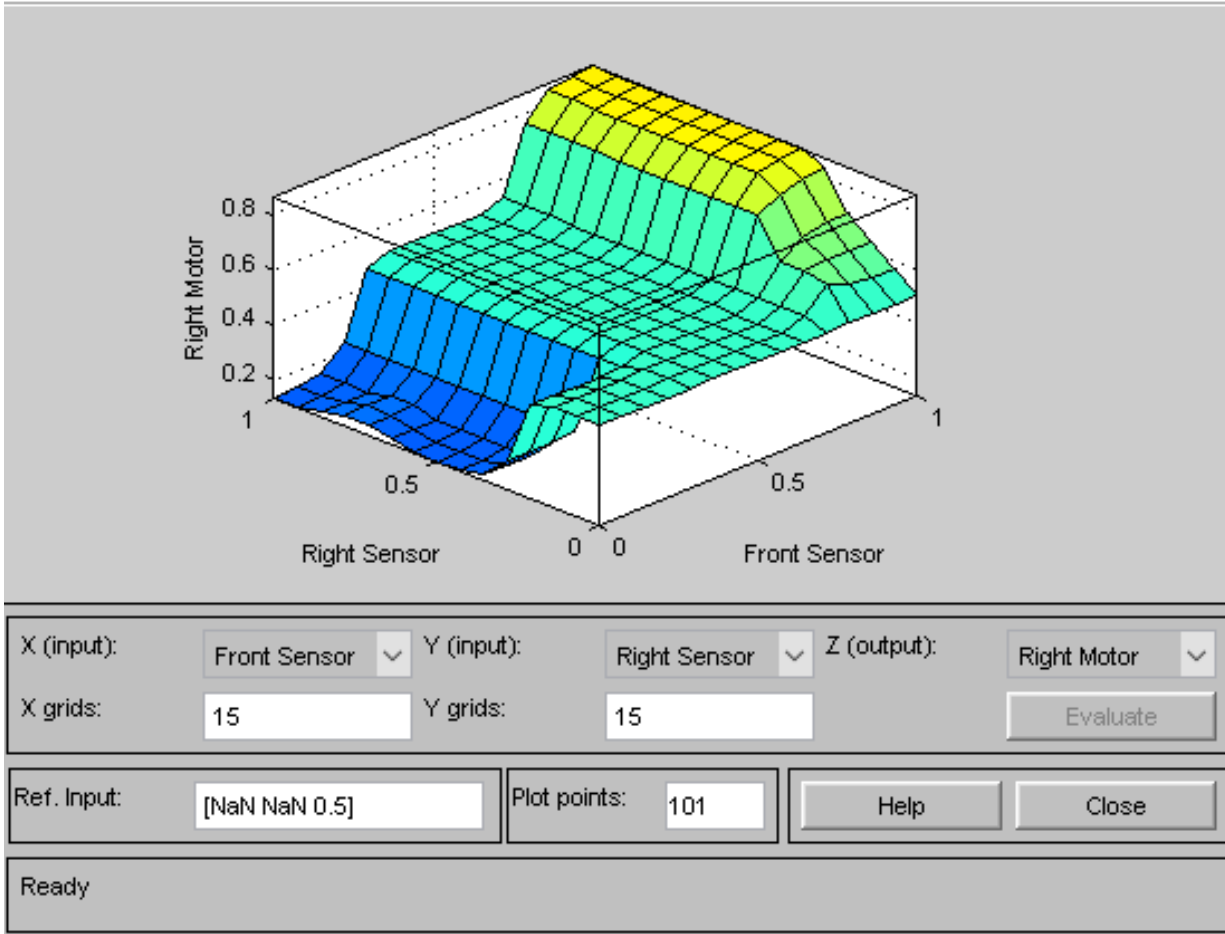 0.8
0.6
0.4
0.2
Right Motor
1
0.5
0
0
0.5
1
Right Sensor
Front Sensor
X (input): Front Sensor Y (input): Right Sensor Z (output): Right Motor
X grids: 15 Y grids: 15 Evaluate
Ref. Input: [NaN NaN 0.5] Plot points: 101 Help Close
Ready